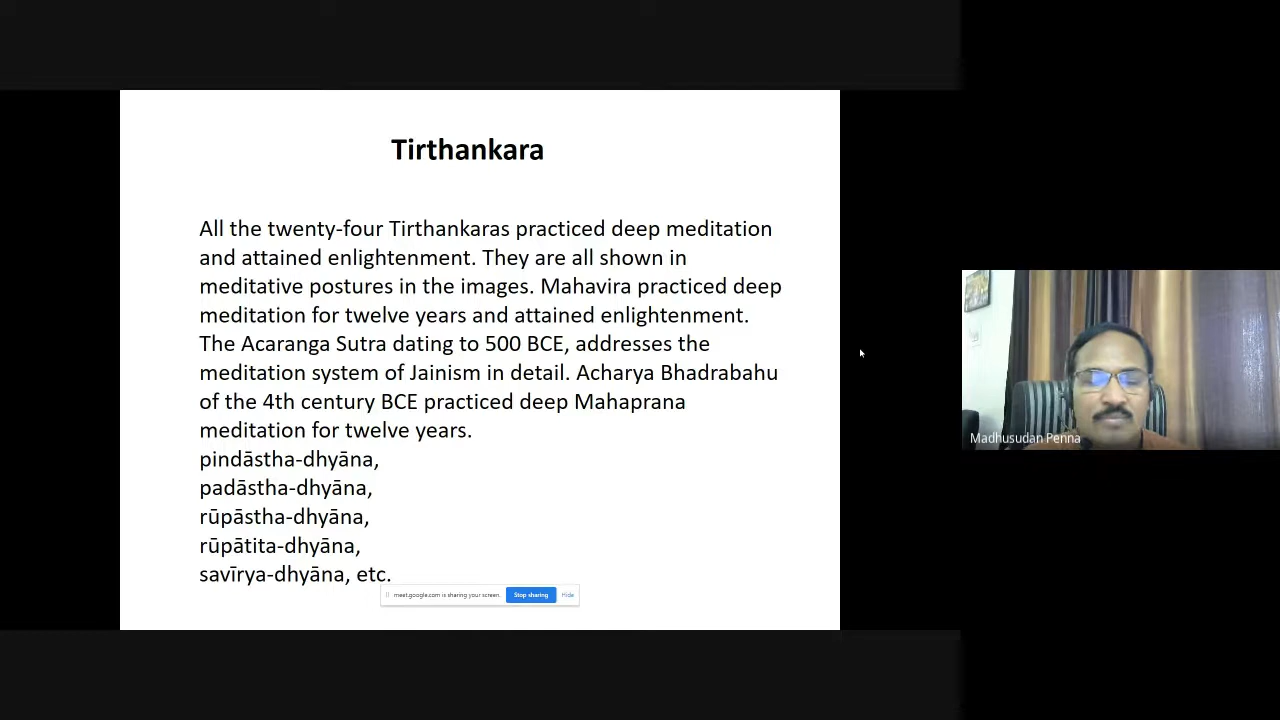 Tirthankara
All the twenty-four Tirthankaras practiced deep meditation
and attained enlightenment. They are all shown in
meditative postures in the images. Mahavira practiced deep
meditation for twelve years and attained enlightenment.
The Acaranga Sutra dating to 500 BCE, addresses the
meditation system of Jainism in detail. Acharya Bhadrabahu
of the 4th century BCE practiced deep Mahaprana
meditation for twelve years.
pindāstha-dhyāna,
padāstha-dhyāna,
rūpāstha-dhyāna,
rūpātita-dhyāna,
savīrya-dhyāna, etc.
meet.google.com is sharing your screen. Stop sharing Hide
Madhusudan Penna